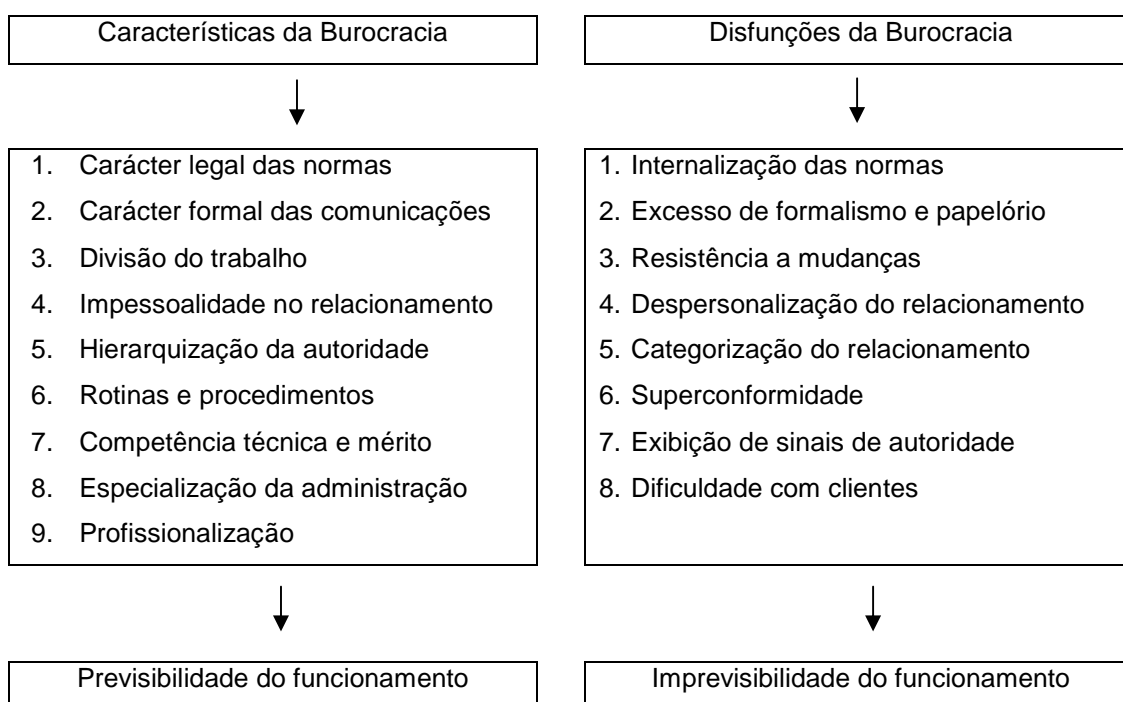 Características da Burocracia
Disfunções da Burocracia
1. Carácter legal das normas
2. Carácter formal das comunicações
3. Divisão do trabalho
4. Impessoalidade no relacionamento
5. Hierarquização da autoridade
6. Rotinas e procedimentos
7. Competência técnica e mérito
8. Especialização da administração
9. Profissionalização
1. Internalização das normas
2. Excesso de formalismo e papelório
3. Resistência a mudanças
4. Despersonalização do relacionamento
5. Categorização do relacionamento
6. Superconformidade
7. Exibição de sinais de autoridade
8. Dificuldade com clientes
Previsibilidade do funcionamento
Imprevisibilidade do funcionamento